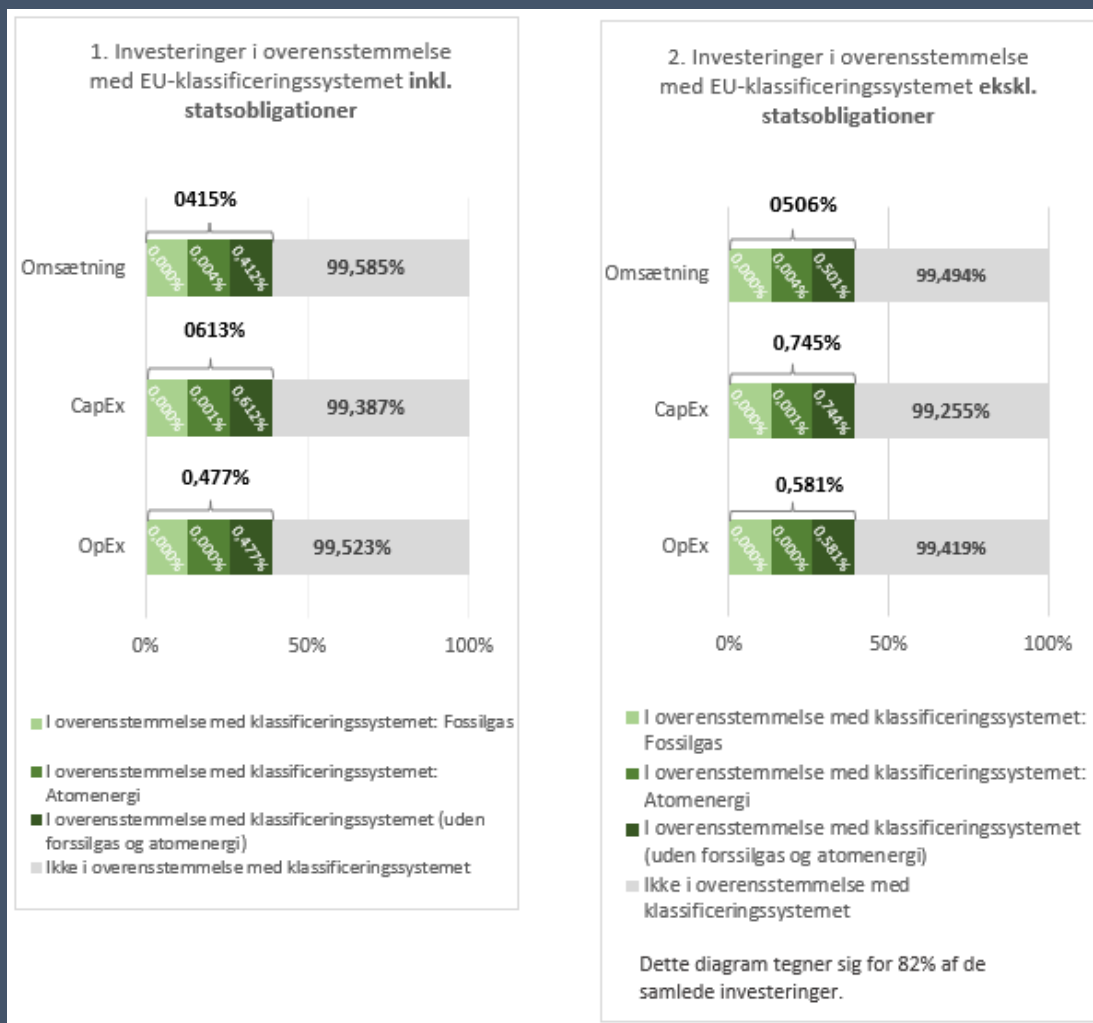 1. Investeringer i overensstemmelse
med EU-klassificeringssystemet inkl.
statsobligationer
0415%
Omsætning
0,000%
0,004%
0,412%
99,585%
0613%
CapEx
0,000%
0,001%
0,612%
99,387%
0,477%
OpEx
0,000%
0,000%
0,477%
99,523%
0%
50%
100%
I overensstemmelse med klassificeringssystemet: Fossilgas
I overensstemmelse med klassificeringssystemet:
Atomenergi
I overensstemmelse med klassificeringssystemet (uden
forssilgas og atomenergi)
Ikke i overensstemmelse med klassificeringssystemet
2. Investeringer i overensstemmelse
med EU-klassificeringssystemet ekskl.
statsobligationer
0506%
Omsætning
0,000%
0,004%
0,501%
99,494%
0,745%
CapEx
0,000%
0,001%
0,744%
99,255%
0,581%
OpEx
0,000%
0,000%
0,581%
99,419%
0%
50%
100%
I overensstemmelse med klassificeringssystemet:
Fossilgas
I overensstemmelse med klassificeringssystemet:
Atomenergi
I overensstemmelse med klassificeringssystemet
(uden forssilgas og atomenergi)
Ikke i overensstemmelse med
klassificeringssystemet
Dette diagram tegner sig for 82% af de
samlede investeringer.